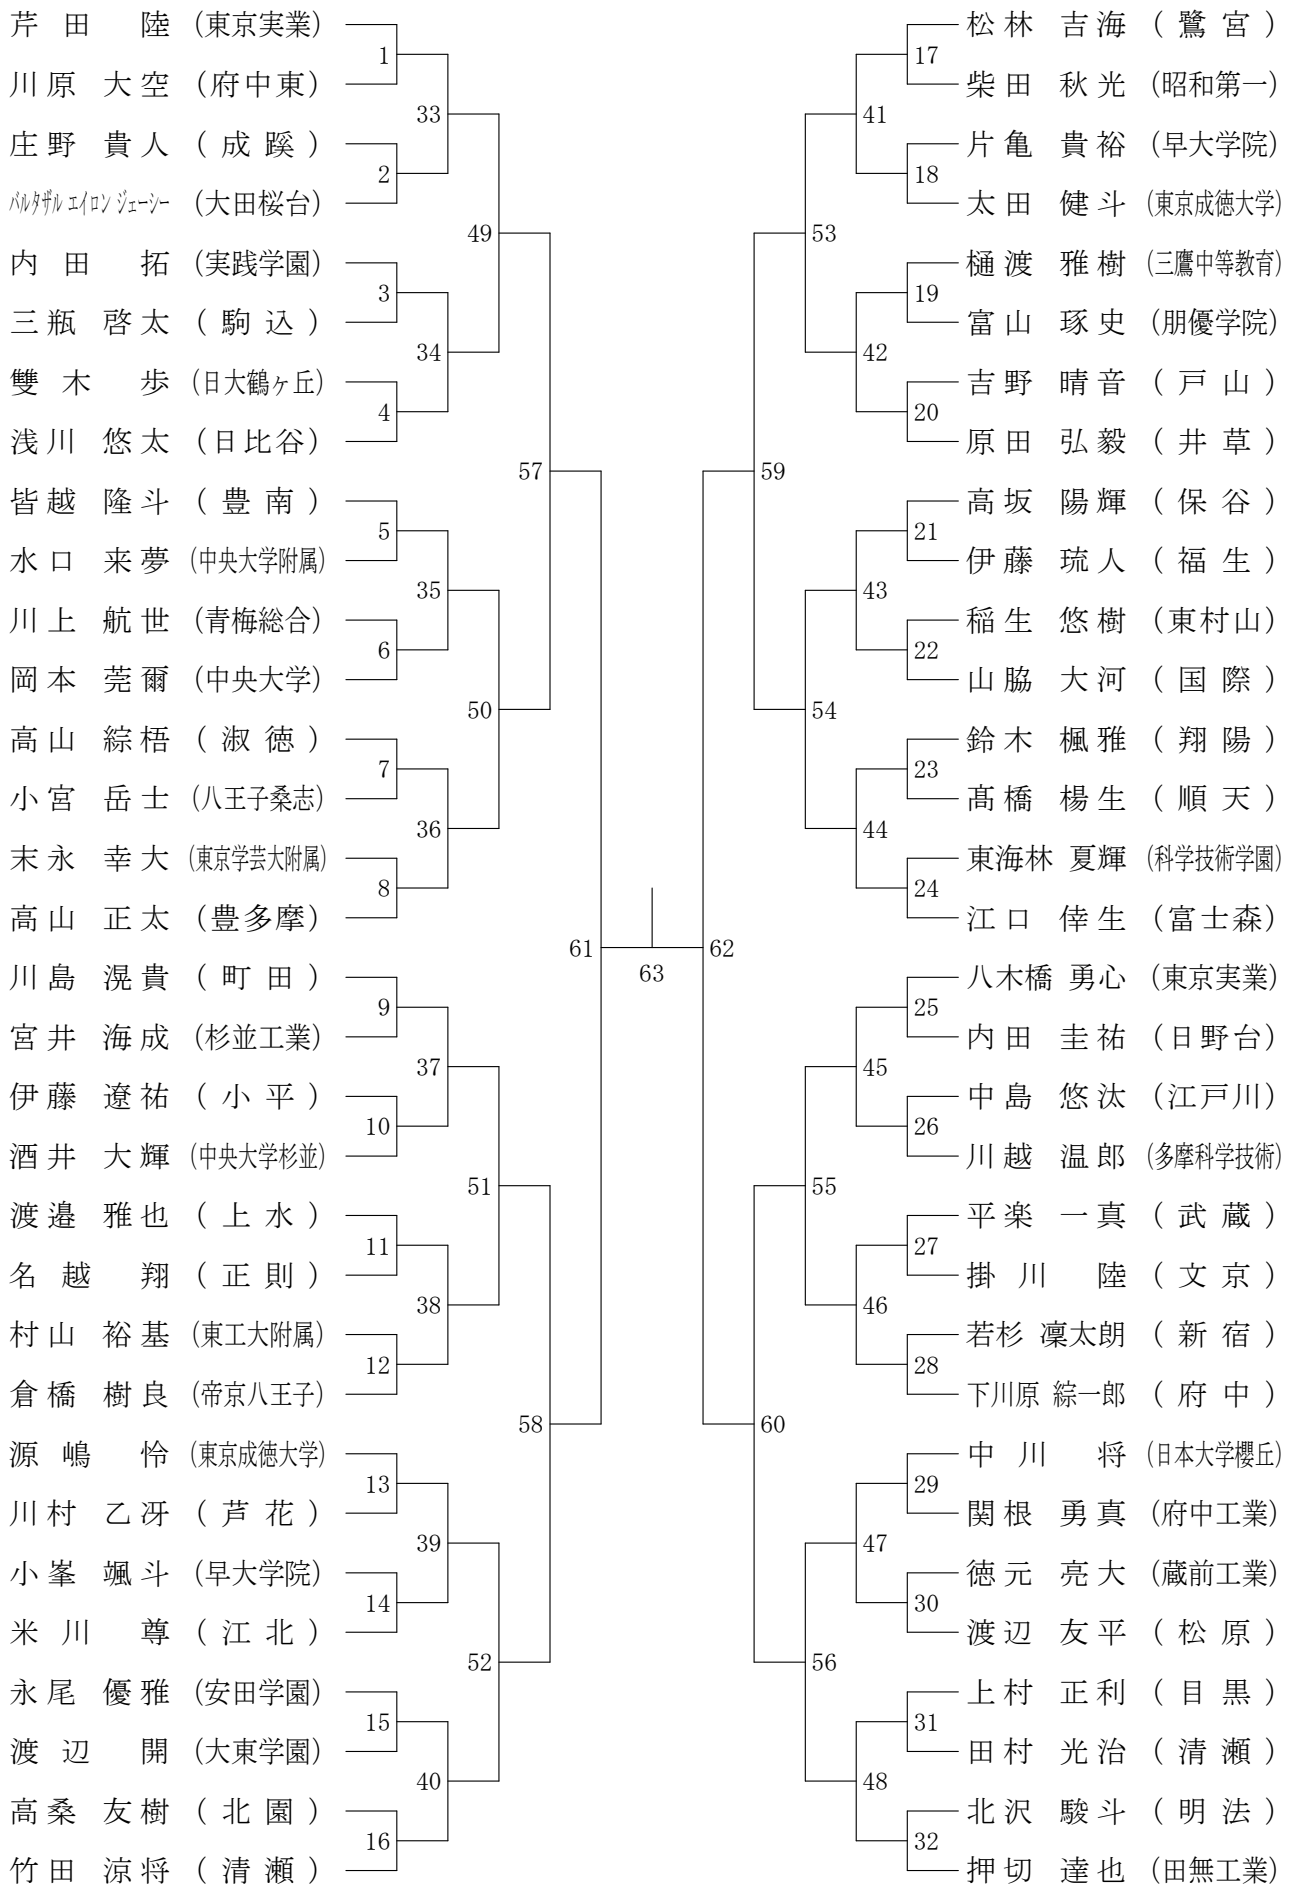 芹田 陸 (東京実業)
川原 大空 (府中東)
庄野 貴人 (成蹊)
バルタザル エイロン ジェーシー (大田桜台)
内田 拓 (実践学園)
三瓶 啓太 (駒込)
雙木 歩 (日大鶴ヶ丘)
浅川 悠太 (日比谷)
皆越 隆斗 (豊南)
水口 来夢 (中央大学附属)
川上 航世 (青梅総合)
岡本 莞爾 (中央大学)
高山 綜梧 (淑徳)
小宮 岳士 (八王子桑志)
末永 幸大 (東京学芸大附属)
高山 正太 (豊多摩)
川島 滉貴 (町田)
宮井 海成 (杉並工業)
伊藤 遼祐 (小平)
酒井 大輝 (中央大学杉並)
渡邉 雅也 (上水)
名越 翔 (正則)
村山 裕基 (東工大附属)
倉橋 樹良 (帝京八王子)
源嶋 怜 (東京成徳大学)
川村 乙冴 (芦花)
小峯 颯斗 (早大学院)
米川 尊 (江北)
永尾 優雅 (安田学園)
渡辺 開 (大東学園)
高桑 友樹 (北園)
竹田 涼将 (清瀬)
1
2
3
4
5
6
7
8
9
10
11
12
13
14
15
16
33
34
35
36
37
38
39
40
49
50
51
52
57
58
61
63
62
59
60
53
54
55
56
41
42
43
44
45
46
47
48
17
18
19
20
21
22
23
24
25
26
27
28
29
30
31
32
松林 吉海 (鷺宮)
柴田 秋光 (昭和第一)
片亀 貴裕 (早大学院)
太田 健斗 (東京成徳大学)
樋渡 雅樹 (三鷹中等教育)
富山 琢史 (朋優学院)
吉野 晴音 (戸山)
原田 弘毅 (井草)
高坂 陽輝 (保谷)
伊藤 琉人 (福生)
稲生 悠樹 (東村山)
山脇 大河 (国際)
鈴木 楓雅 (翔陽)
髙橋 楊生 (順天)
東海林 夏輝 (科学技術学園)
江口 倖生 (富士森)
八木橋 勇心 (東京実業)
内田 圭祐 (日野台)
中島 悠汰 (江戸川)
川越 温郎 (多摩科学技術)
平楽 一真 (武蔵)
掛川 陸 (文京)
若杉 凜太朗 (新宿)
下川原 綜一郎 (府中)
中川 将 (日本大学櫻丘)
関根 勇真 (府中工業)
徳元 亮大 (蔵前工業)
渡辺 友平 (松原)
上村 正利 (目黒)
田村 光治 (清瀬)
北沢 駿斗 (明法)
押切 達也 (田無工業)